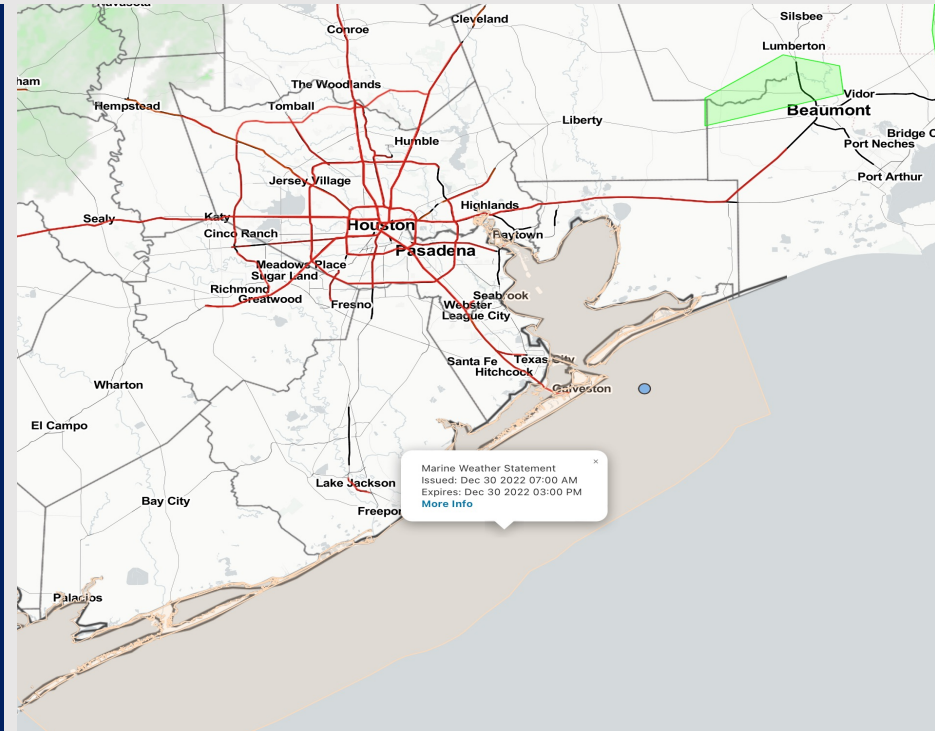 Cleveland
Silsbee
Conroe
Lumberton
ham
The Woodlands
Vidor
Hempstead
Tomball
Beaumont
Liberty
Bridge C
Humble
Port Neches
Port Arthur
Jersey Village
Highlands
Sealy
Katy
Houston
Cinco Ranch
Baytown
Pasadena
Meadows Place
Sugar Land
Richmond
Seabrook
Greatwood
Fresno
Webster
League City
Santa Fe
Texas City
Hitchcock
Wharton
Galveston
El Campo
×
Marine Weather Statement
Issued: Dec 30 2022 07:00 AM
Expires: Dec 30 2022 03:00 PM
More Info
Lake Jackson
Bay City
Freepor
Palacios